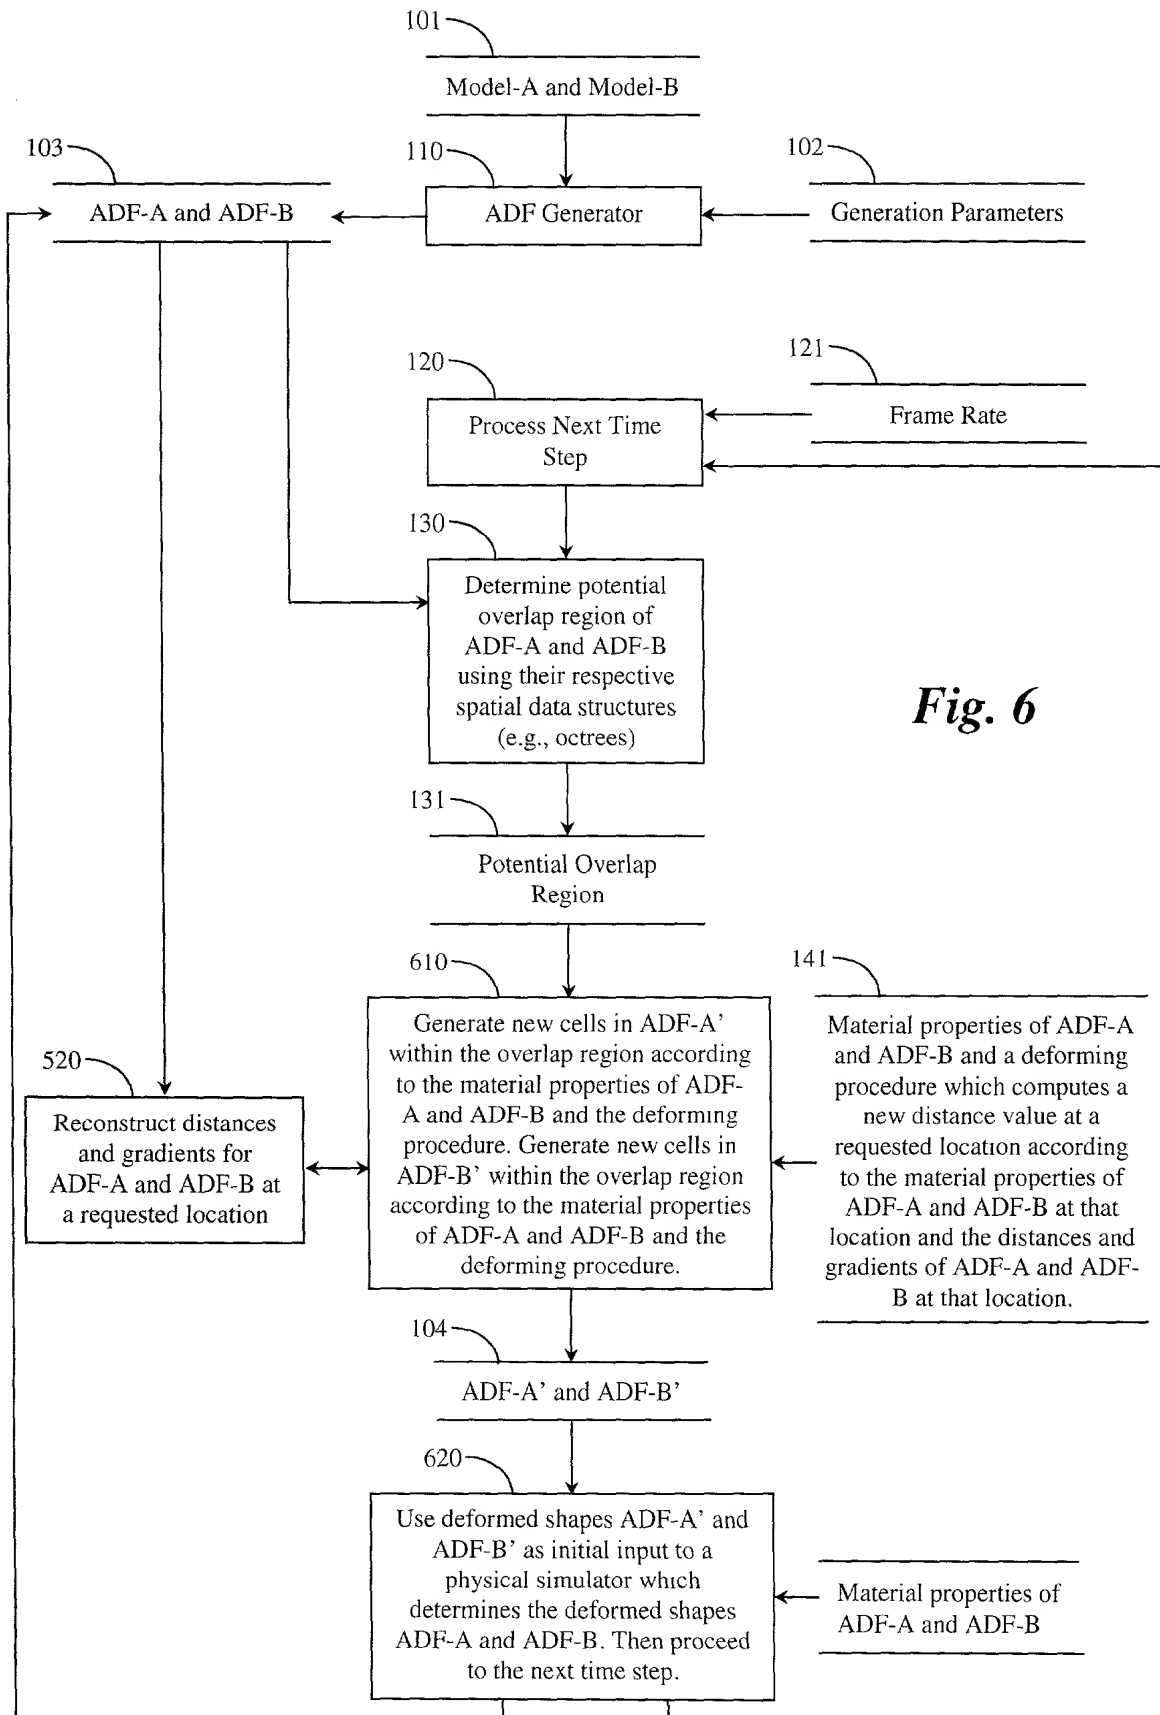 101
Model-A and Model-B
103
110
102
ADF-A and ADF-B
ADF Generator
Generation Parameters
120
121
Process Next Time
Step
Frame Rate
130
Determine potential
overlap region of
ADF-A and ADF-B
using their respective
spatial data structures
(e.g., octrees)
Fig. 6
131
Potential Overlap
Region
610
141
Generate new cells in ADF-A’
within the overlap region according
to the material properties of ADF-
A and ADF-B and the deforming
procedure. Generate new cells in
ADF-B’ within the overlap region
according to the material properties
of ADF-A and ADF-B and the
deforming procedure.
Material properties of ADF-A
and ADF-B and a deforming
procedure which computes a
new distance value at a
requested location according
to the material properties of
ADF-A and ADF-B at that
location and the distances and
gradients of ADF-A and ADF-
B at that location.
520
Reconstruct distances
and gradients for
ADF-A and ADF-B at
a requested location
104
ADF-A’ and ADF-B’
620
Use deformed shapes ADF-A’ and
ADF-B’ as initial input to a
physical simulator which
determines the deformed shapes
ADF-A and ADF-B. Then proceed
to the next time step.
Material properties of
ADF-A and ADF-B